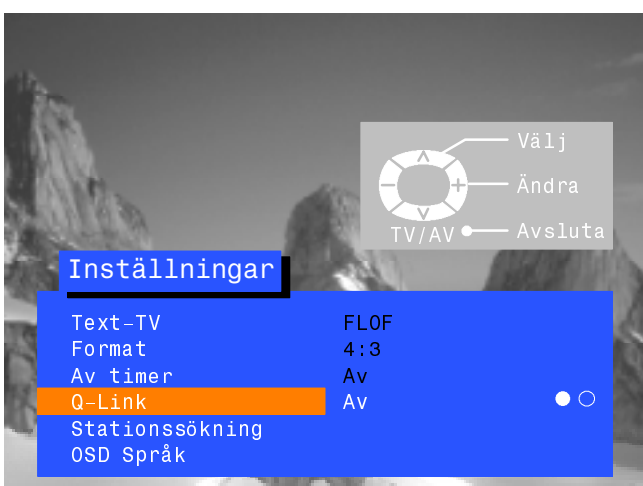 Välj
Ändra
TV/AV Avsluta
Inställningar
Text-TV FLOF
Format 4:3
Av timer Av
Q-Link Av
Stationssökning
OSD Språk